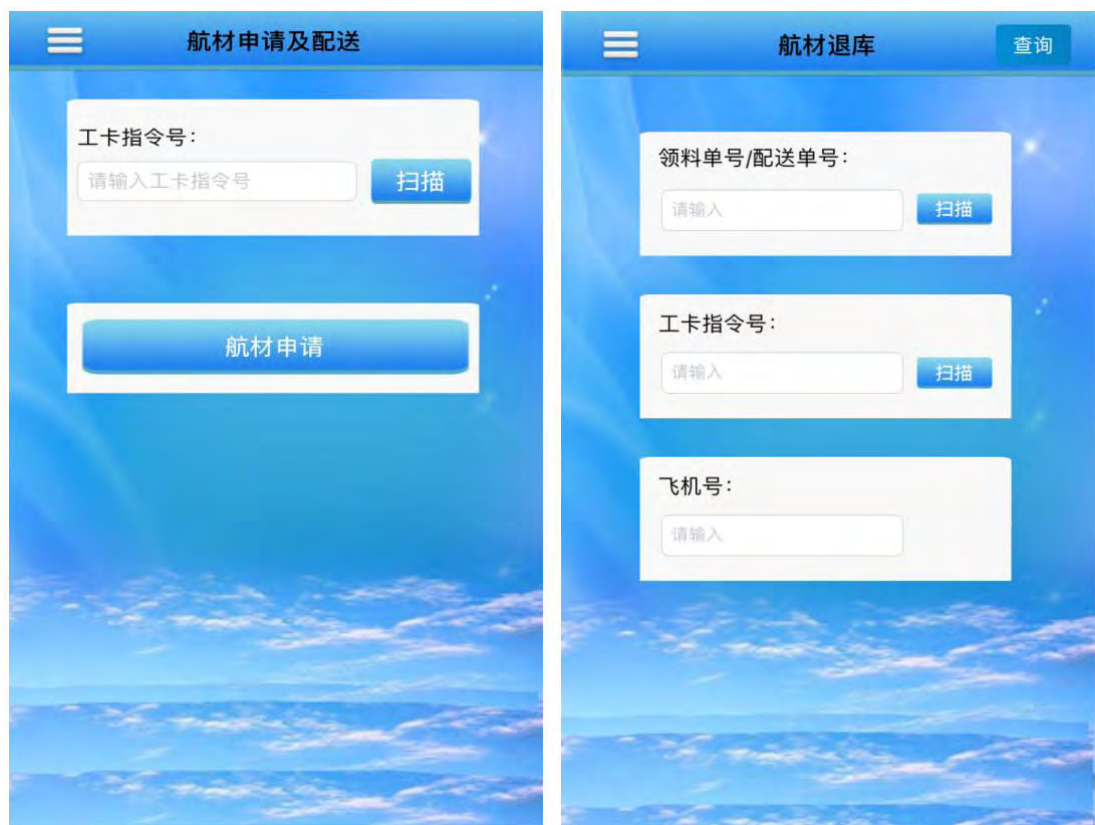 航材申请及配送
工卡指令号：
请输入工卡指令号
扫描
航材申请
航材退库
查询
领料单号/配送单号：
请输入
扫描
工卡指令号：
请输入
扫描
飞机号：
请输入